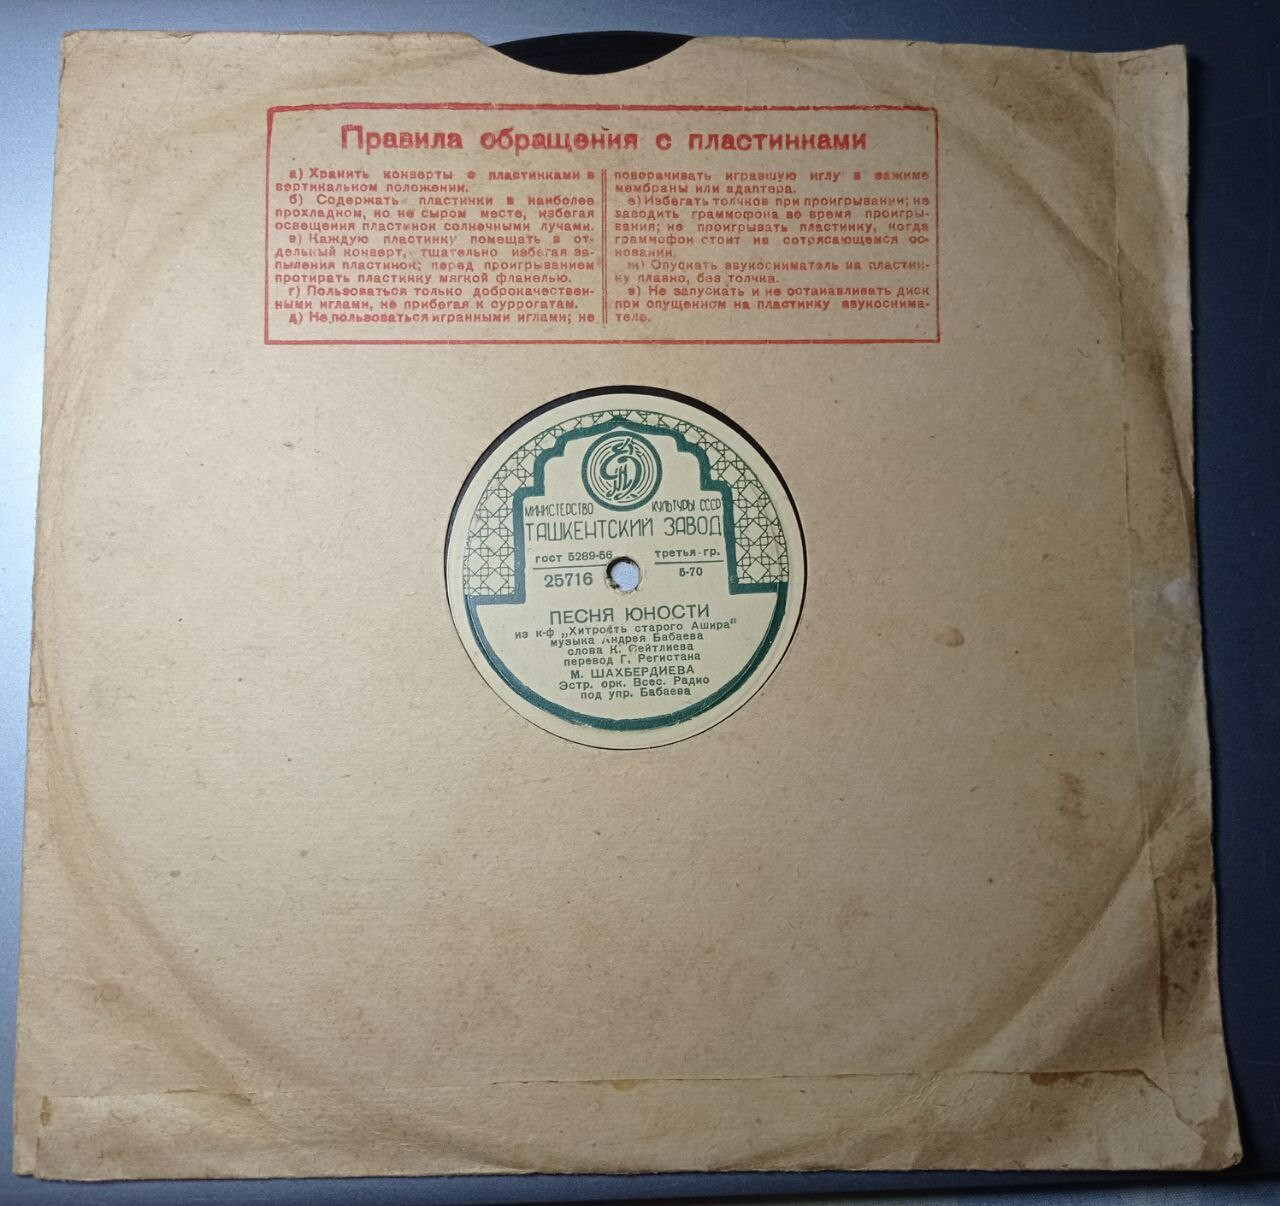 Правила обращения с пластинками
а) Хранить конверты с пластинками в
вертикальном положении.
б) Содержать пластинки в наиболее
прохладном, но не сыром месте, избегая
освещения пластинок солнечными лучами.
в) Каждую пластинку помещать в от-
дельный конверт, тщательно избегая за-
пыления пластинок; перед проигрыванием
протирать пластинку мягкой фланелью.
г) Пользоваться только доброкачествен-
ными иглами, не прибегая к суррогатам.
д) Не пользоваться игранными иглами; не
поворачивать игравшую иглу в зажиме
мембраны или адаптера.
е) Избегать толчков при проигрывании; не
заводить граммофона во время проигры-
вания; не проигрывать пластинку, когда
граммофон стоит на сотрясающемся ос-
новании.
ж) Опускать звукосниматель на пластин-
ку плавно, без толчка.
з) Не запускать и не останавливать диск
при опущенном на пластинку звукоснима-
теле.
МИНИСТЕРСТВО КУЛЬТУРЫ СССР
ТАШКЕНТСКИЙ ЗАВОД
гост 5289-56 третья-гр.
25716 5-70
ПЕСНЯ ЮНОСТИ
из к-ф „Хитрость старого Ашира"
музыка Андрея Бабаева
слова К. Сейтлиева
перевод Г. Регистана
М. ШАХБЕРДИЕВА
Эстр. орк. Всес. Радио
под упр. Бабаева